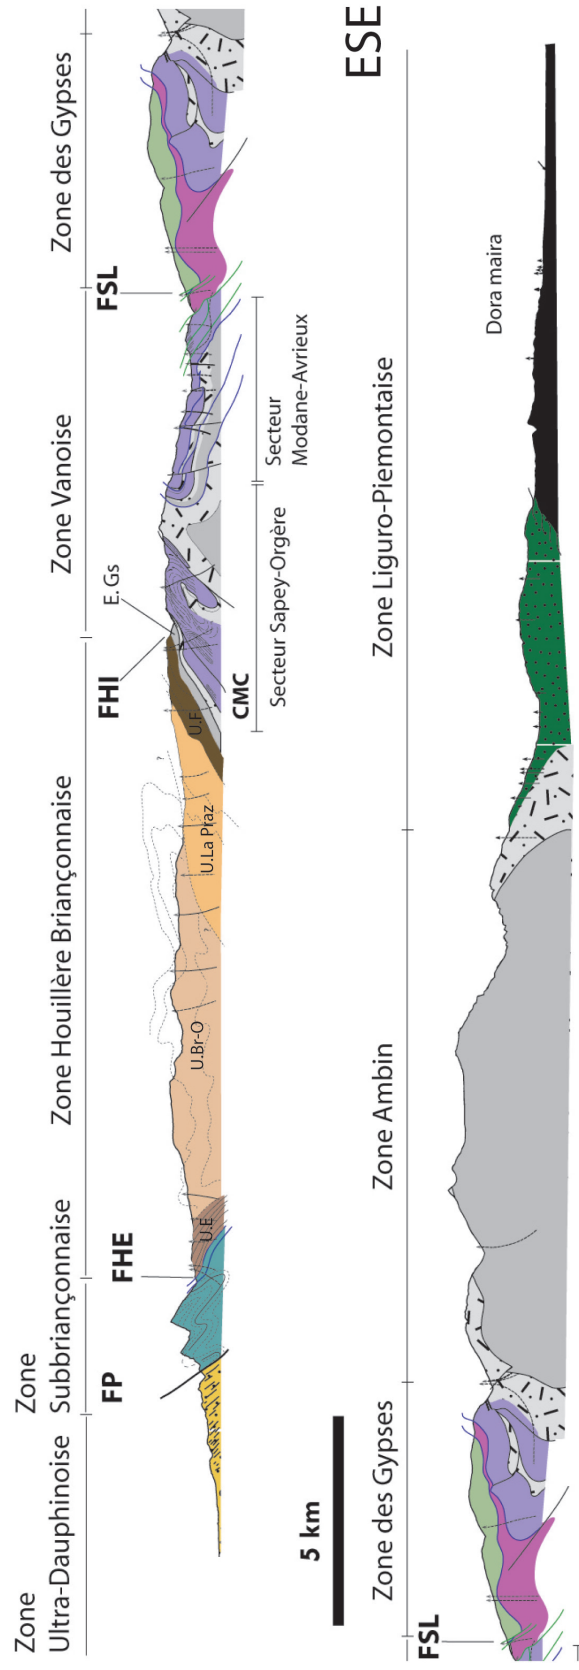 Zone
Ultra-Dauphinoise
Zone
Subbriançonnaise
Zone Houillère Briançonnaise
Zone Vanoise
Zone des Gypses
FP
FHE
FHI
E.Gs
FSL
U.E
U.Br-O
U.La Praz
U.F
CMC
Secteur Sapey-Orgère
Secteur
Modane-Avrieux
5 km
ESE
Zone des Gypses
Zone Ambin
Zone Liguro-Piemontaise
FSL
Dora maira
?
?